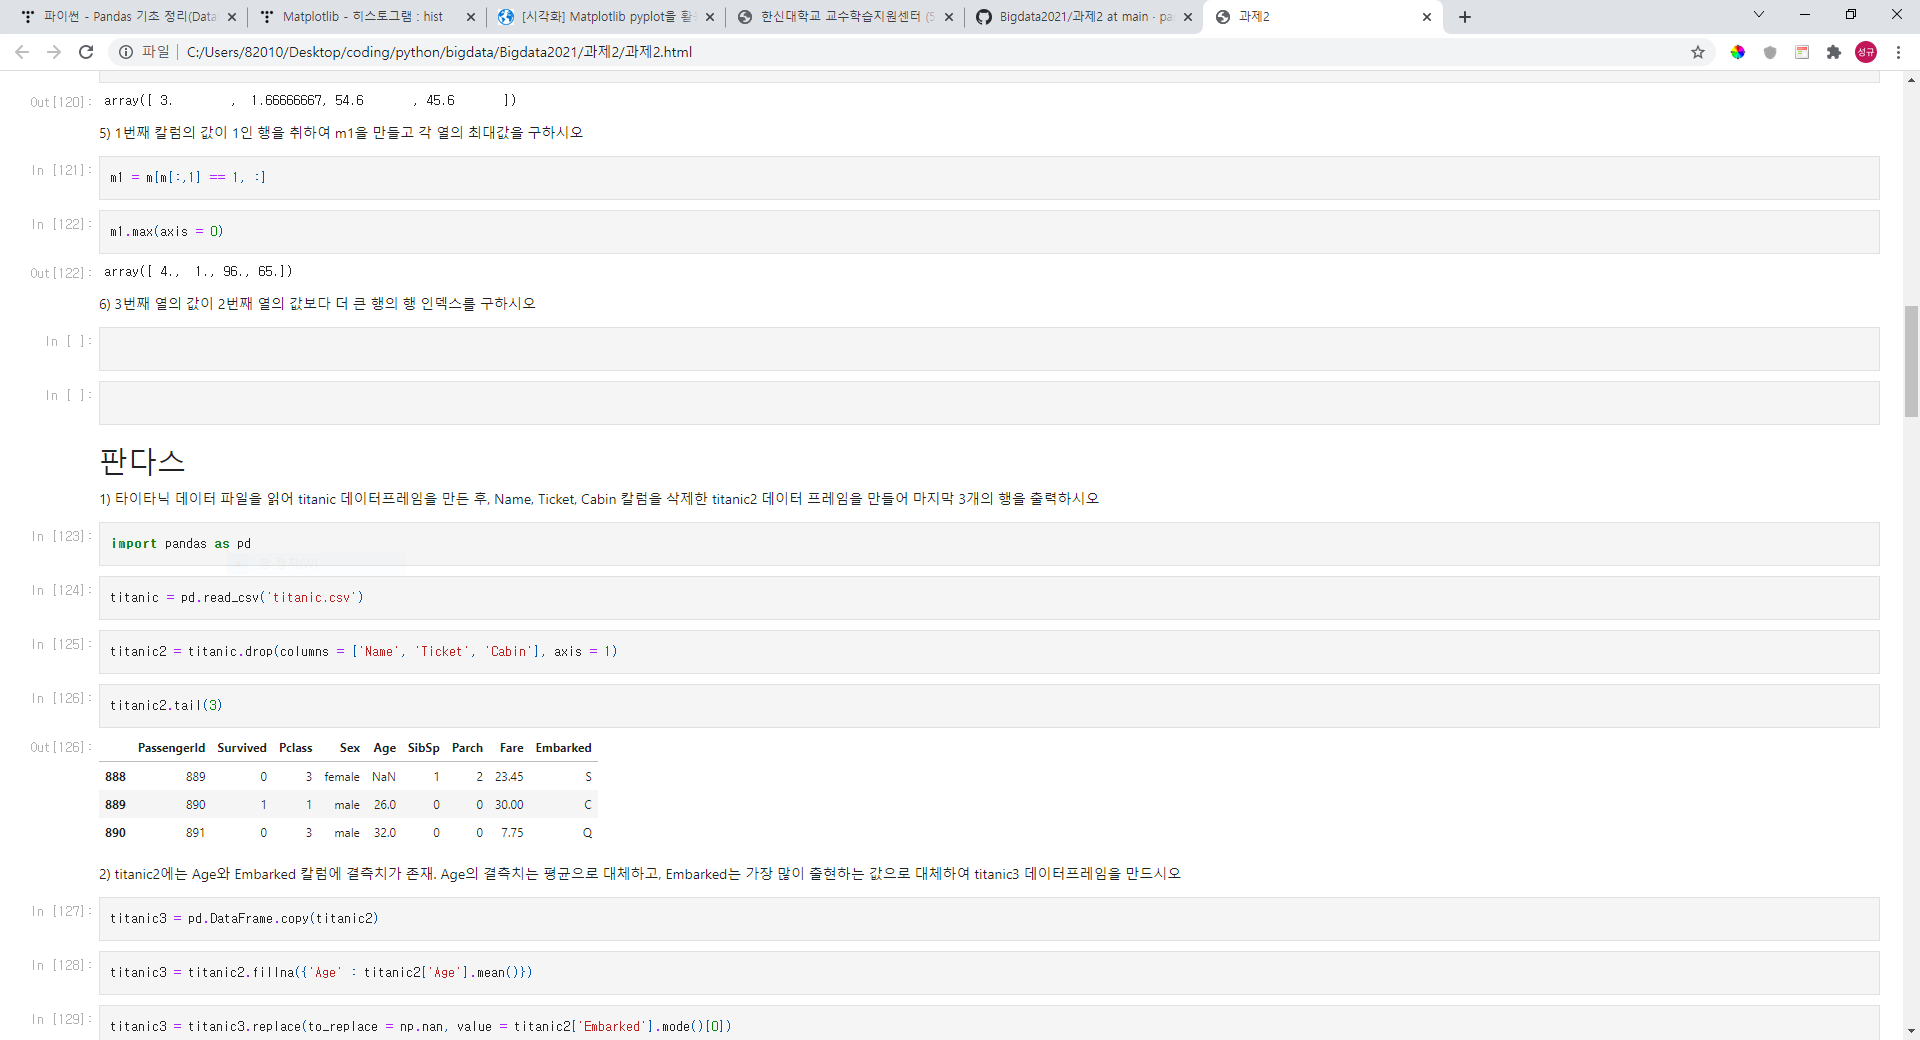 파이썬 - Pandas 기초 정리(Data
Matplotlib - 히스토그램 : hist
[시각화] Matplotlib pyplot을 활
한신대학교 교수학습지원센터 (5
Bigdata2021/과제2 at main · pa
과제2
파일 | C:/Users/82010/Desktop/coding/python/bigdata/Bigdata2021/과제2/과제2.html
성규
Out[120]: array([ 3.        ,  1.66666667, 54.6       , 45.6       ])
5) 1번째 칼럼의 값이 1인 행을 취하여 m1을 만들고 각 열의 최대값을 구하시오
In [121]: m1 = m[m[:,1] == 1, :]
In [122]: m1.max(axis = 0)
Out[122]: array([ 4.,  1., 96., 65.])
6) 3번째 열의 값이 2번째 열의 값보다 더 큰 행의 행 인덱스를 구하시오
In [ ]:
In [ ]:
판다스
1) 타이타닉 데이터 파일을 읽어 titanic 데이터프레임을 만든 후, Name, Ticket, Cabin 칼럼을 삭제한 titanic2 데이터 프레임을 만들어 마지막 3개의 행을 출력하시오
In [123]: import pandas as pd
In [124]: titanic = pd.read_csv('titanic.csv')
In [125]: titanic2 = titanic.drop(columns = ['Name', 'Ticket', 'Cabin'], axis = 1)
In [126]: titanic2.tail(3)
Out[126]: PassengerId Survived Pclass Sex Age SibSp Parch Fare Embarked
888 889 0 3 female NaN 1 2 23.45 S
889 890 1 1 male 26.0 0 0 30.00 C
890 891 0 3 male 32.0 0 0 7.75 Q
2) titanic2에는 Age와 Embarked 칼럼에 결측치가 존재. Age의 결측치는 평균으로 대체하고, Embarked는 가장 많이 출현하는 값으로 대체하여 titanic3 데이터프레임을 만드시오
In [127]: titanic3 = pd.DataFrame.copy(titanic2)
In [128]: titanic3 = titanic2.fillna({'Age' : titanic2['Age'].mean()})
In [129]: titanic3 = titanic3.replace(to_replace = np.nan, value = titanic2['Embarked'].mode()[0])